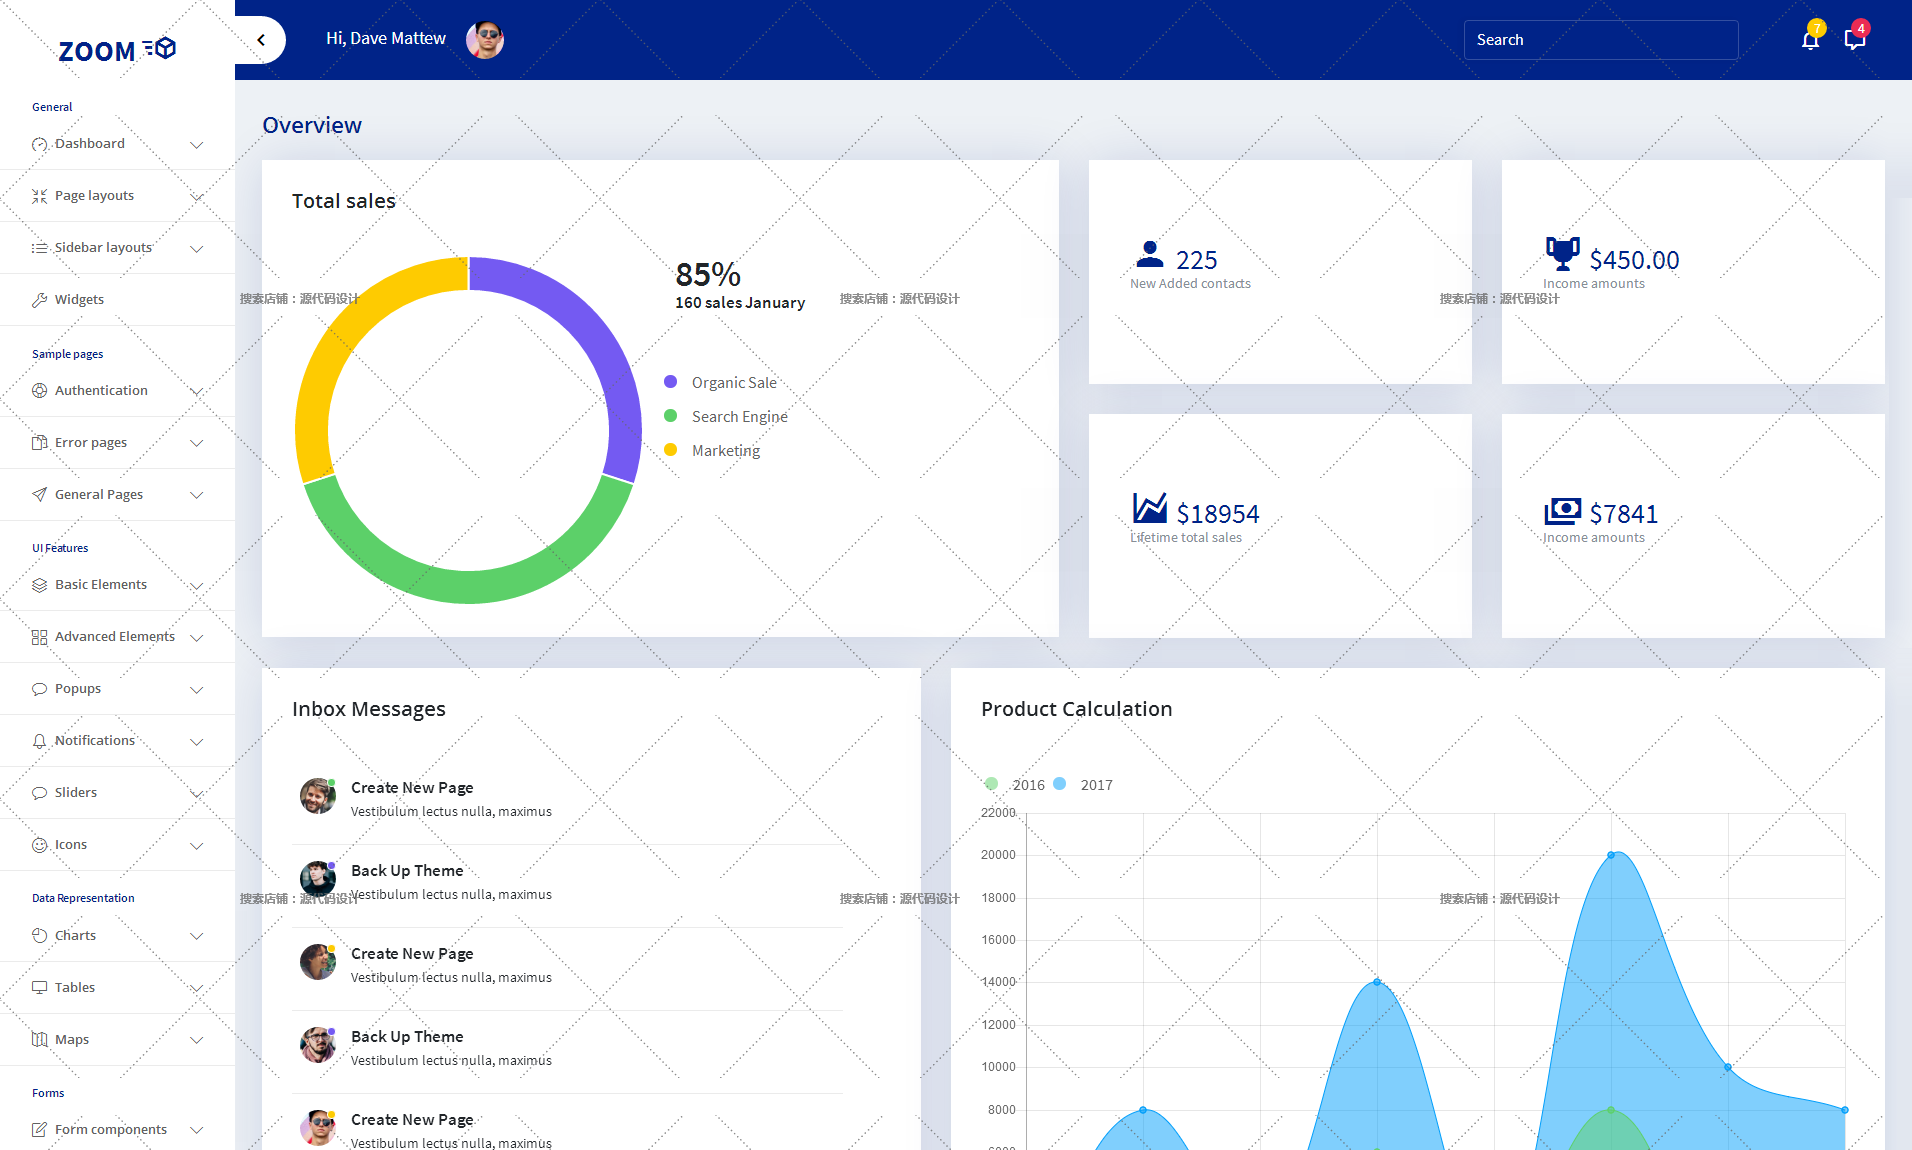 ZOOM
Hi, Dave Mattew
Search
7
4
General
Dashboard
Page layouts
Sidebar layouts
Widgets
Sample pages
Authentication
Error pages
General Pages
UI Features
Basic Elements
Advanced Elements
Popups
Notifications
Sliders
Icons
Data Representation
Charts
Tables
Maps
Forms
Form components
Overview
Total sales
85%
160 sales January
Organic Sale
Search Engine
Marketing
225
New Added contacts
$450.00
Income amounts
$18954
Lifetime total sales
$7841
Income amounts
搜索店铺：源代码设计
搜索店铺：源代码设计
搜索店铺：源代码设计
Inbox Messages
Create New Page
Vestibulum lectus nulla, maximus
Back Up Theme
Vestibulum lectus nulla, maximus
Create New Page
Vestibulum lectus nulla, maximus
Back Up Theme
Vestibulum lectus nulla, maximus
Create New Page
Vestibulum lectus nulla, maximus
Product Calculation
2016
2017
22000
20000
18000
16000
14000
12000
10000
8000
6000
搜索店铺：源代码设计
搜索店铺：源代码设计
搜索店铺：源代码设计